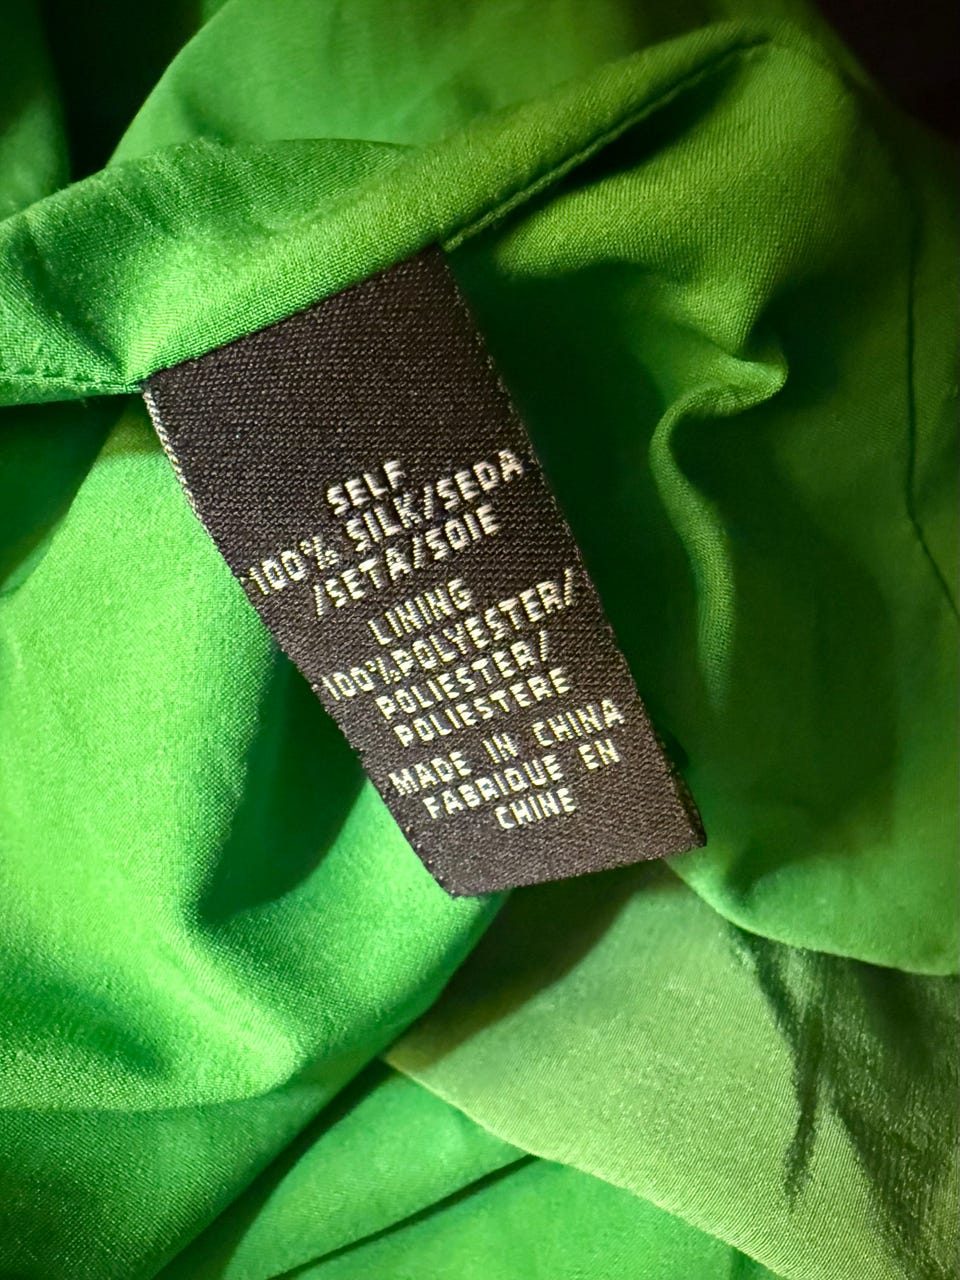 SELF
100% SILK/SEDA
/SETA/SOIE
LINING
100%POLYESTER/
POLIESTER/
POLIESTERE
MADE IN CHINA
FABRIQUE EN
CHINE